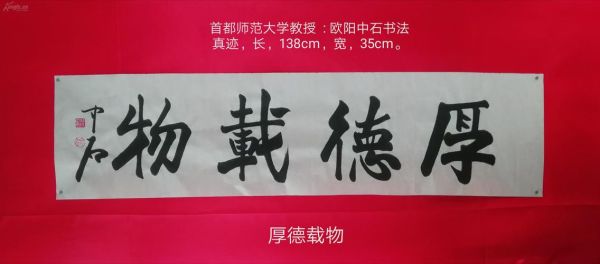 首都师范大学教授：欧阳中石书法
真迹，长，138cm，宽，35cm。
厚德載物
中石
厚德载物